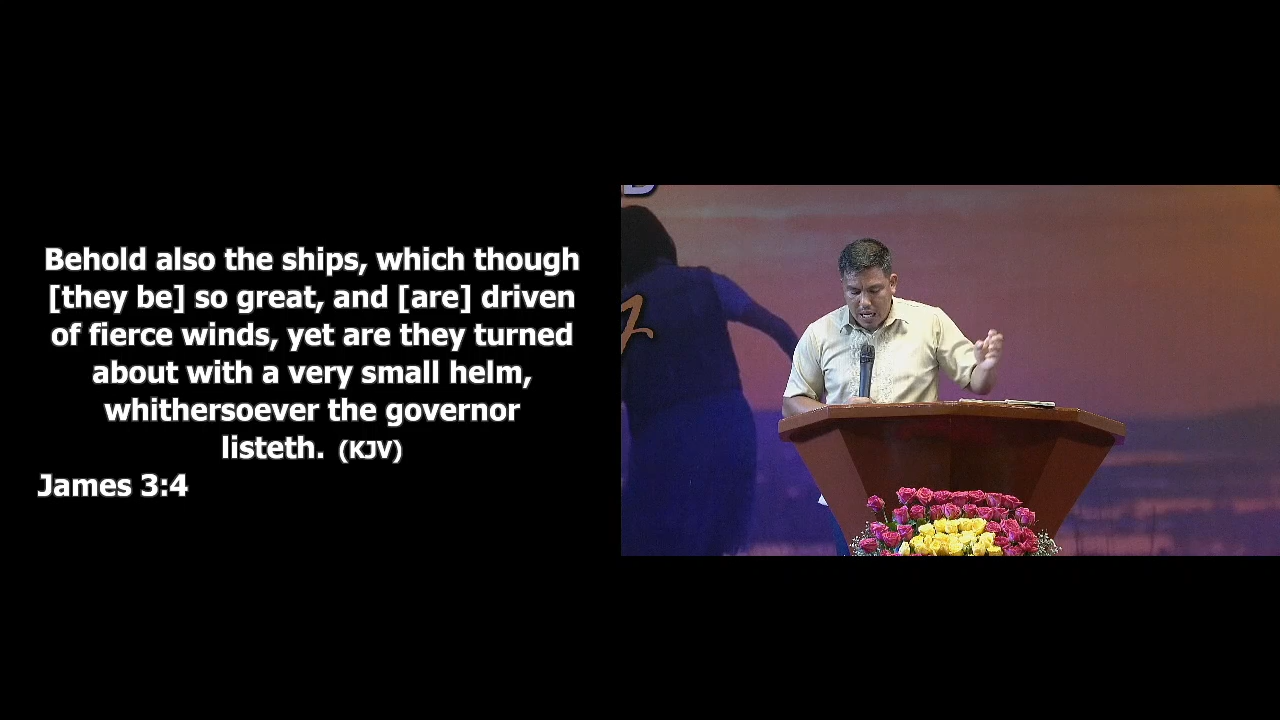 Behold also the ships, which though
[they be] so great, and [are] driven
of fierce winds, yet are they turned
about with a very small helm,
whithersoever the governor
listeth. (KJV)
James 3:4